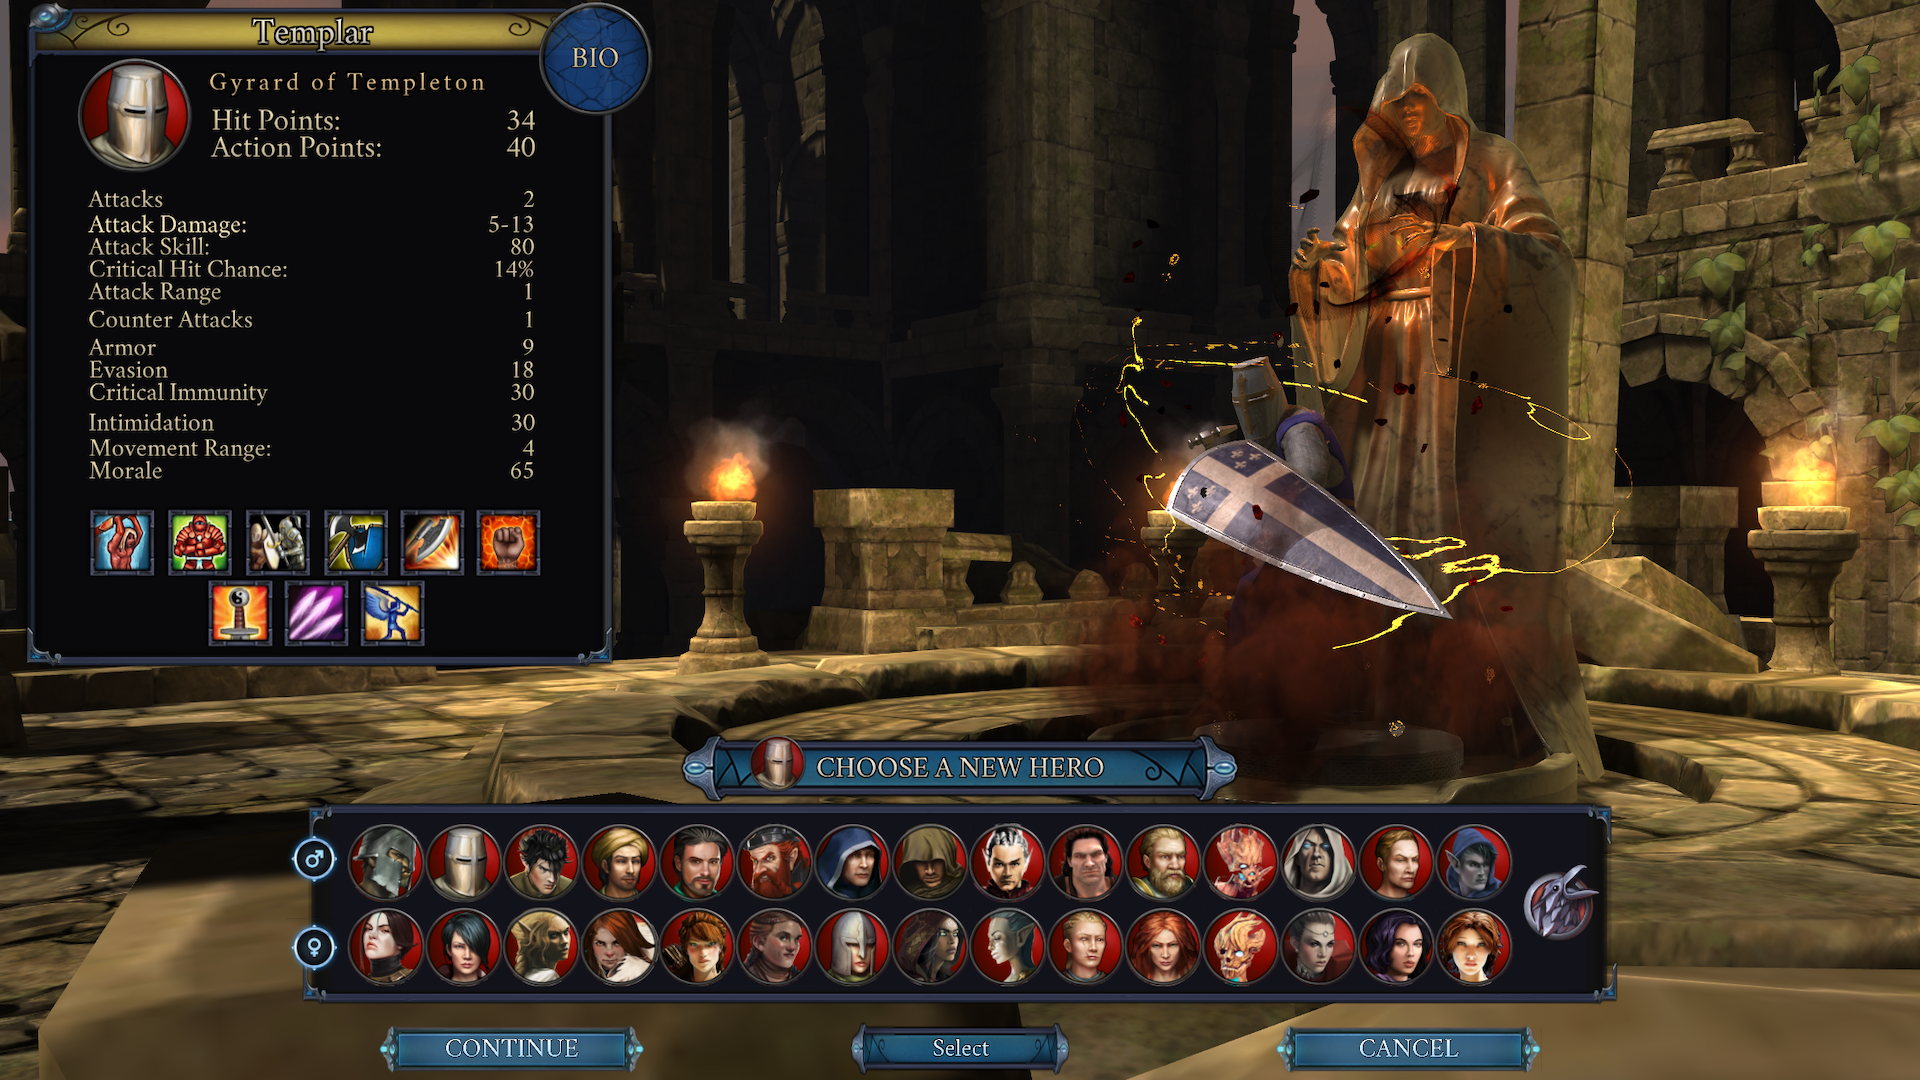 Templar
BIO
Gyrard of Templeton
Hit Points: 34
Action Points: 40
Attacks 2
Attack Damage: 5-13
Attack Skill: 80
Critical Hit Chance: 14%
Attack Range 1
Counter Attacks 1
Armor 9
Evasion 18
Critical Immunity 30
Intimidation 30
Movement Range: 4
Morale 65
CHOOSE A NEW HERO
CONTINUE
Select
CANCEL